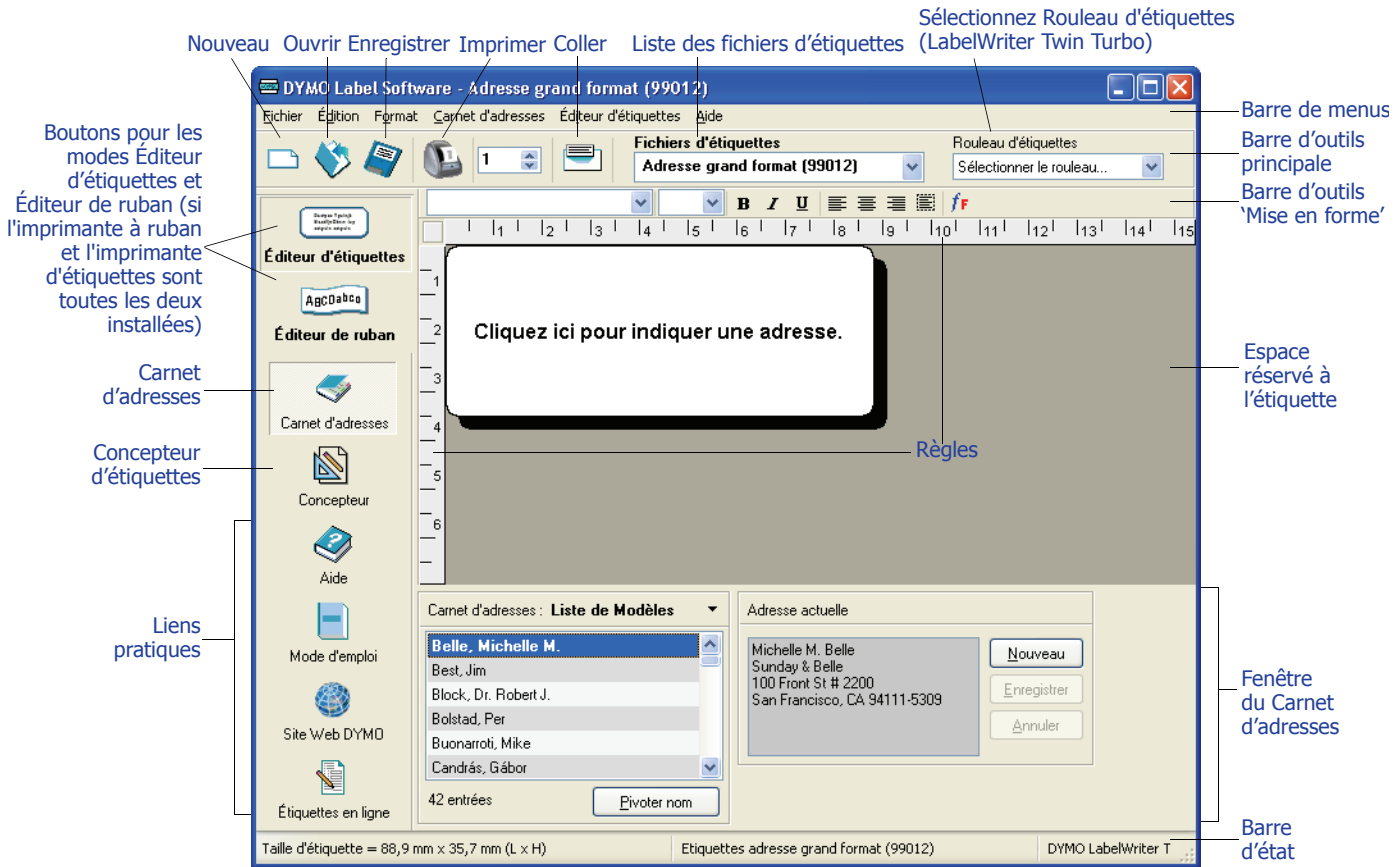 Sélectionnez Rouleau d'étiquettes
(LabelWriter Twin Turbo)
Nouveau
Ouvrir
Enregistrer
Imprimer
Coller
Liste des fichiers d’étiquettes
DYMO Label Software - Adresse grand format (99012)
Fichier Édition Format Carnet d'adresses Éditeur d'étiquettes Aide
Barre de menus
Fichiers d'étiquettes
Rouleau d'étiquettes
1
Adresse grand format (99012)
Sélectionner le rouleau...
Barre d’outils
principale
B I U
Barre d’outils
‘Mise en forme’
Boutons pour les
modes Éditeur
d’étiquettes et
Éditeur de ruban (si
l'imprimante à ruban
et l'imprimante
d'étiquettes sont
toutes les deux
installées)
Éditeur d'étiquettes
ABCDabcd
Éditeur de ruban
1 2 3 4 5 6 7 8 9 10 11 12 13 14 15
1
2
3
4
5
6
Cliquez ici pour indiquer une adresse.
Espace
réservé à
l’étiquette
Règles
Carnet
d’adresses
Carnet d'adresses
Concepteur
d’étiquettes
Concepteur
Liens
pratiques
Aide
Mode d'emploi
Site Web DYMO
Étiquettes en ligne
Carnet d'adresses : Liste de Modèles
Belle, Michelle M.
Best, Jim
Block, Dr. Robert J.
Bolstad, Per
Buonarroti, Mike
Candrás, Gábor
42 entrées
Pivoter nom
Adresse actuelle
Michelle M. Belle
Sunday & Belle
100 Front St # 2200
San Francisco, CA 94111-5309
Nouveau
Enregistrer
Annuler
Fenêtre
du Carnet
d’adresses
Taille d'étiquette = 88,9 mm x 35,7 mm (L x H)
Etiquettes adresse grand format (99012)
DYMO LabelWriter T
Barre
d’état